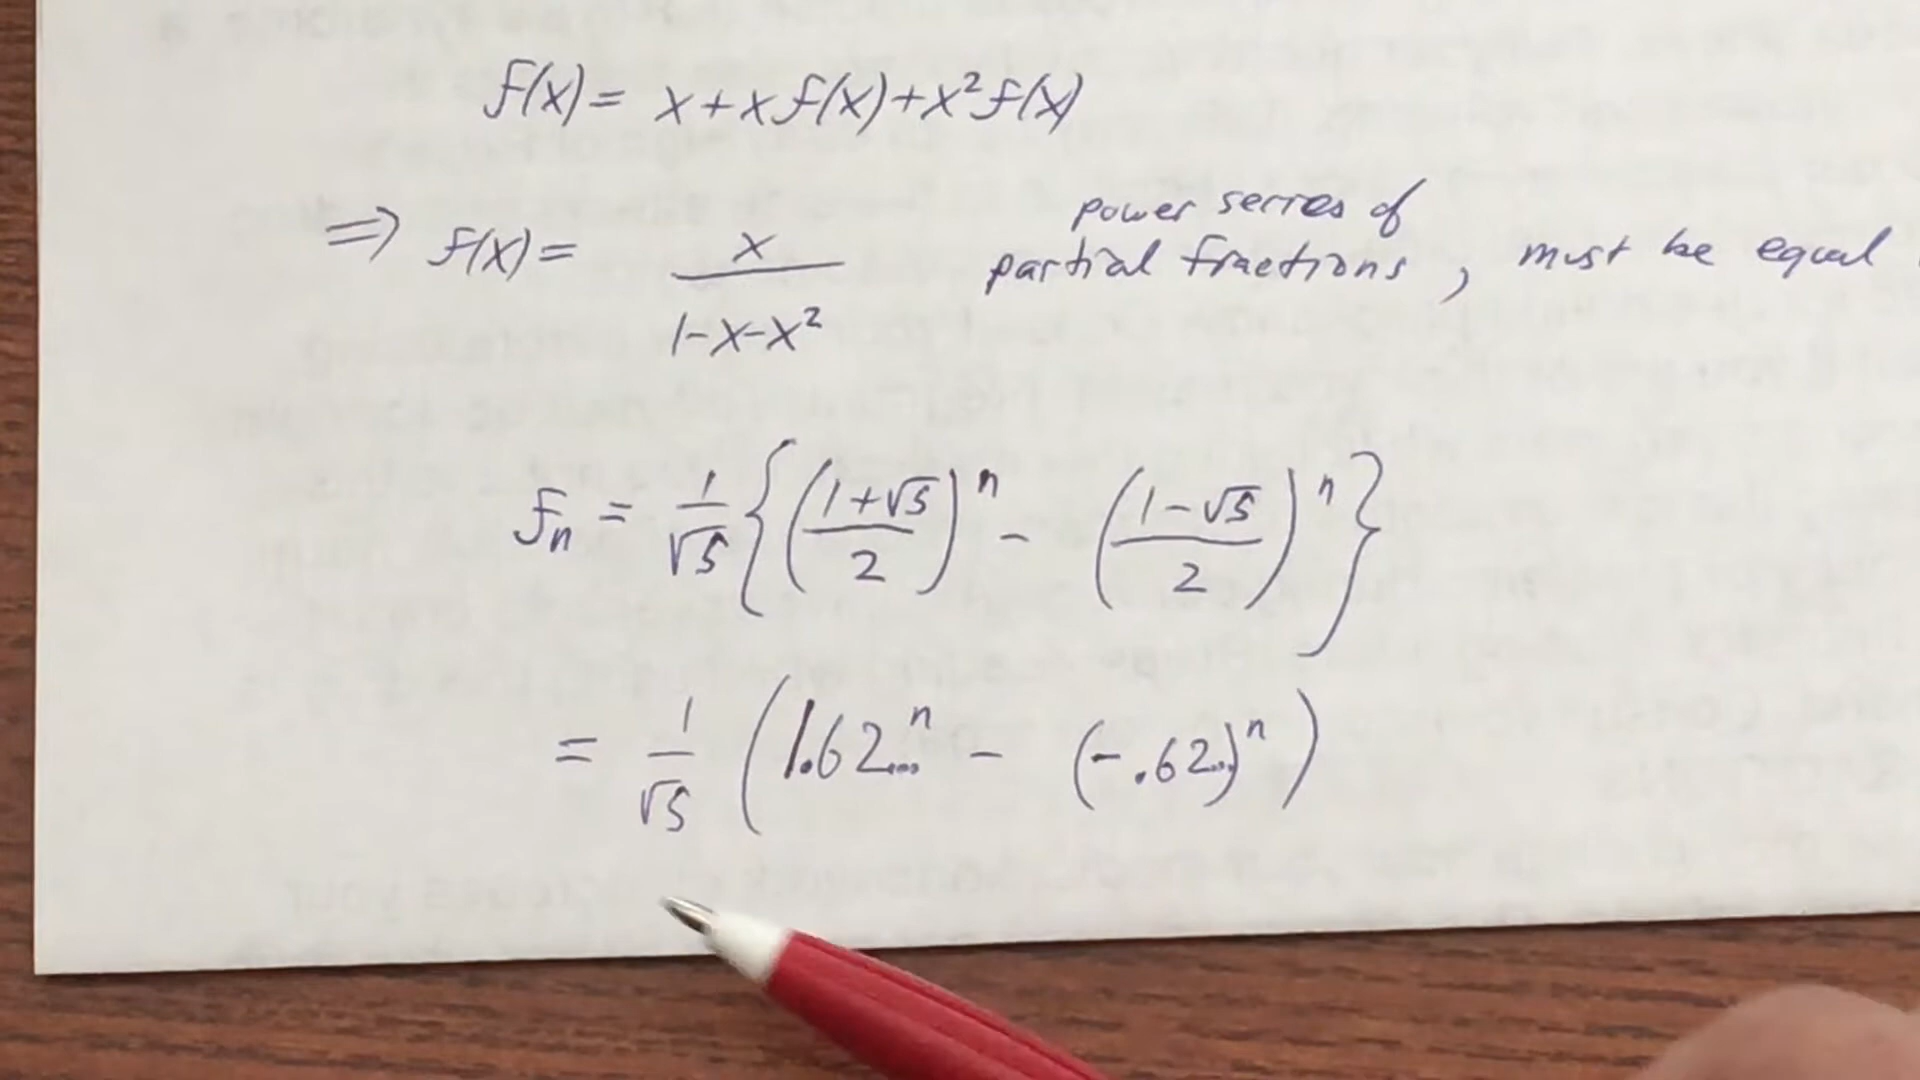 f(x) = x + x f(x) + x² f(x)
power series of
⇒ f(x) = x / (1-x-x²) partial fractions, must be equal
fₙ = 1/√5 { ((1+√5)/2)ⁿ - ((1-√5)/2)ⁿ }
= 1/√5 ( 1.62...ⁿ - (-.62..)ⁿ )